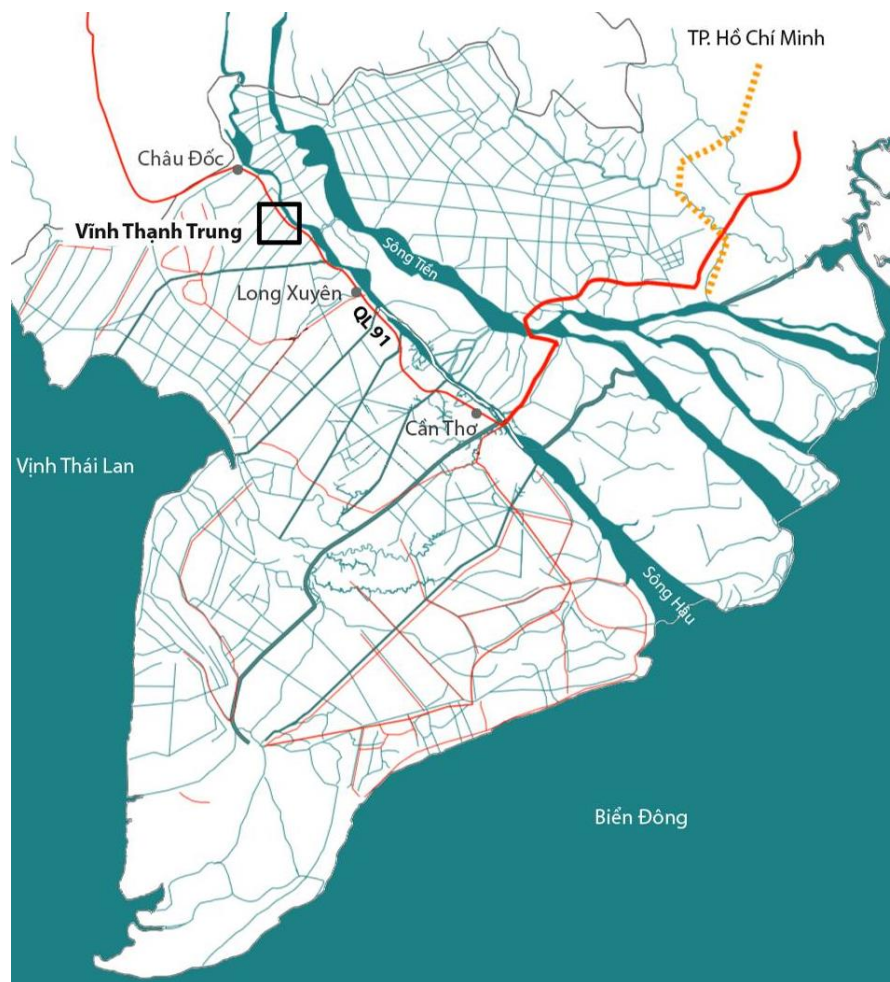 TP. Hồ Chí Minh
Châu Đốc
Vĩnh Thạnh Trung
Sông Tiền
Long Xuyên
QL 91
Cần Thơ
Vịnh Thái Lan
Sông Hậu
Biển Đông